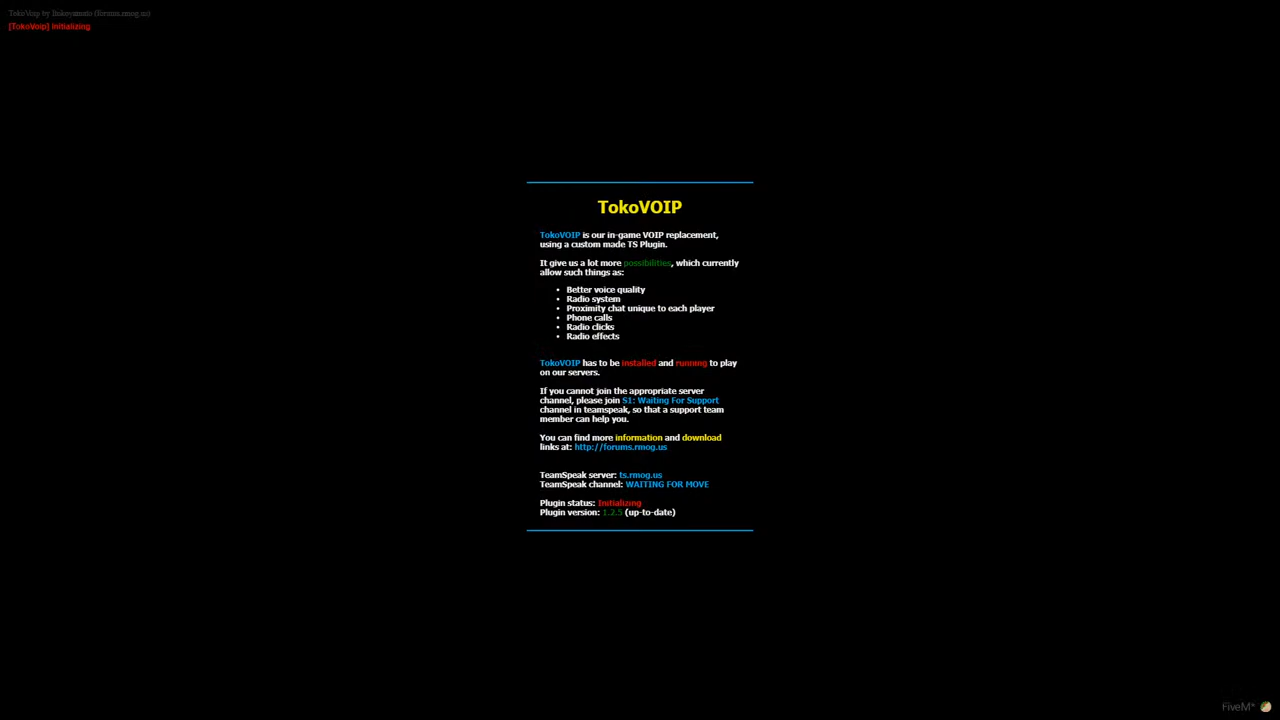 TokoVoip by Itokoyamato (forums.rmog.us)
[TokoVoip] Initializing
TokoVOIP
TokoVOIP is our in-game VOIP replacement,
using a custom made TS Plugin.
It give us a lot more possibilities, which currently
allow such things as:
• Better voice quality
• Radio system
• Proximity chat unique to each player
• Phone calls
• Radio clicks
• Radio effects
TokoVOIP has to be installed and running to play
on our servers.
If you cannot join the appropriate server
channel, please join S1: Waiting For Support
channel in teamspeak, so that a support team
member can help you.
You can find more information and download
links at: http://forums.rmog.us
TeamSpeak server: ts.rmog.us
TeamSpeak channel: WAITING FOR MOVE
Plugin status: Initializing
Plugin version: 1.2.5 (up-to-date)
FiveM*